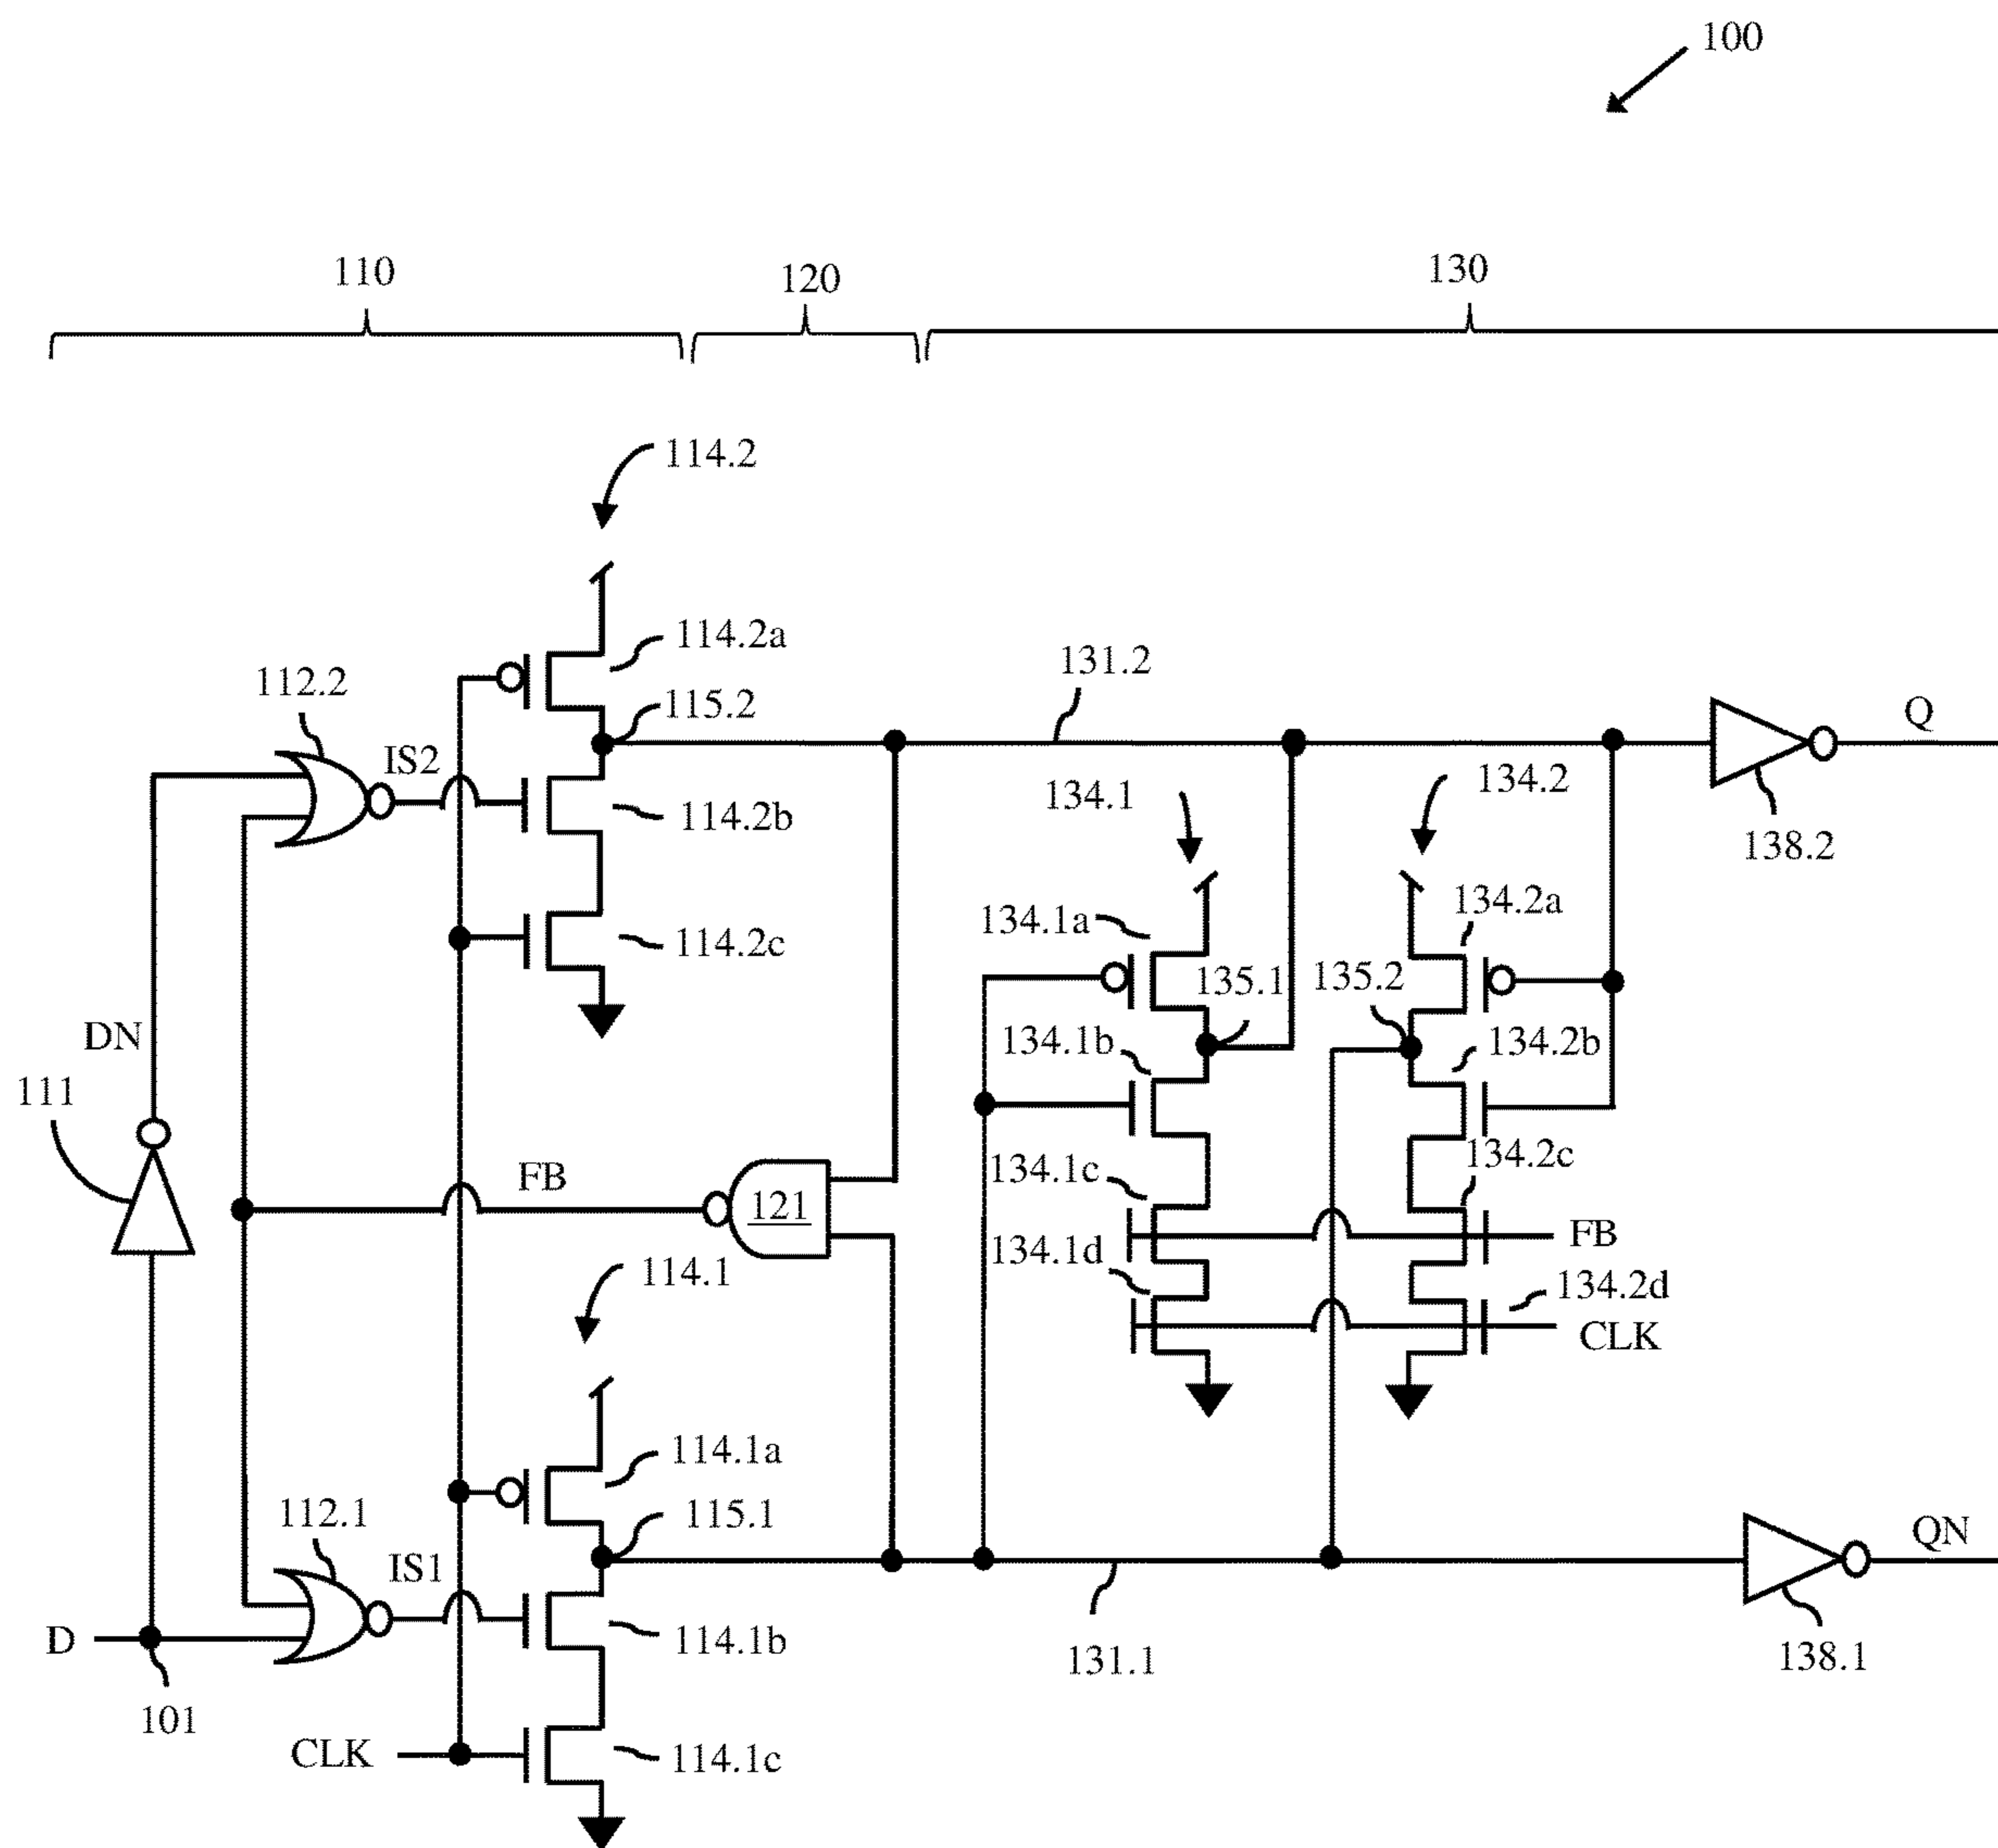 100
110
120
130
114.2
114.2a
115.2
131.2
Q
112.2
IS2
114.2b
134.1
134.2
138.2
114.2c
134.1a
134.2a
135.1
135.2
DN
134.1b
134.2b
111
FB
121
134.1c
134.2c
FB
134.1d
114.1
134.2d
CLK
114.1a
112.1
115.1
QN
IS1
D
114.1b
131.1
138.1
101
CLK
114.1c